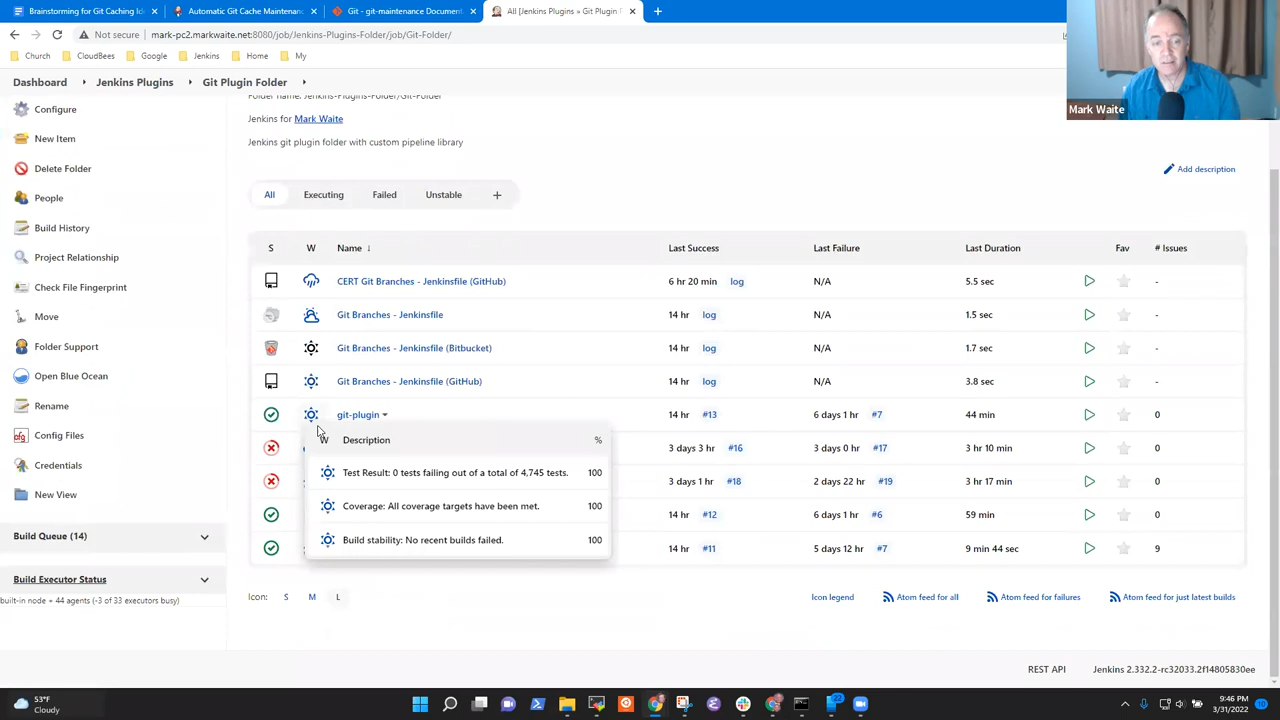 Brainstorming for Git Caching Id
Automatic Git Cache Maintenanc
Git - git-maintenance Document
All [Jenkins Plugins » Git Plugin F
Not secure
mark-pc2.markwaite.net:8080/job/Jenkins-Plugins-Folder/job/Git-Folder/
Church
CloudBees
Google
Jenkins
Home
My
Mark Waite
Dashboard
Jenkins Plugins
Git Plugin Folder
Folder name: Jenkins-Plugins-Folder/Git-Folder
Jenkins for Mark Waite
Jenkins git plugin folder with custom pipeline library
Add description
Configure
New Item
Delete Folder
People
Build History
Project Relationship
Check File Fingerprint
Move
Folder Support
Open Blue Ocean
Rename
Config Files
Credentials
New View
Build Queue (14)
Build Executor Status
built-in node + 44 agents (-3 of 33 executors busy)
All Executing Failed Unstable +
S W Name ↓ Last Success Last Failure Last Duration Fav # Issues
CERT Git Branches - Jenkinsfile (GitHub) 6 hr 20 min log N/A 5.5 sec -
Git Branches - Jenkinsfile 14 hr log N/A 1.5 sec -
Git Branches - Jenkinsfile (Bitbucket) 14 hr log N/A 1.7 sec -
Git Branches - Jenkinsfile (GitHub) 14 hr log N/A 3.8 sec -
git-plugin 14 hr #13 6 days 1 hr #7 44 min 0
3 days 3 hr #16 3 days 0 hr #17 3 hr 10 min 0
3 days 1 hr #18 2 days 22 hr #19 3 hr 17 min 0
14 hr #12 6 days 1 hr #6 59 min 0
14 hr #11 5 days 12 hr #7 9 min 44 sec 9
W Description %
Test Result: 0 tests failing out of a total of 4,745 tests. 100
Coverage: All coverage targets have been met. 100
Build stability: No recent builds failed. 100
Icon: S M L
Icon legend
Atom feed for all
Atom feed for failures
Atom feed for just latest builds
REST API
Jenkins 2.332.2-rc32033.2f14805830ee
53°F
Cloudy
9:46 PM
3/31/2022